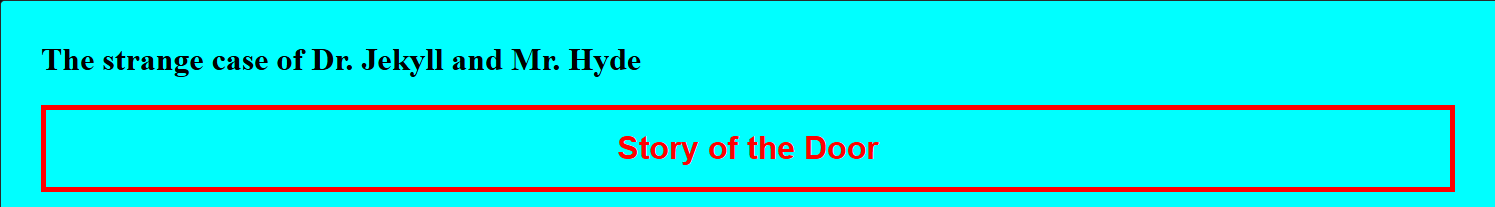 The strange case of Dr. Jekyll and Mr. Hyde
Story of the Door